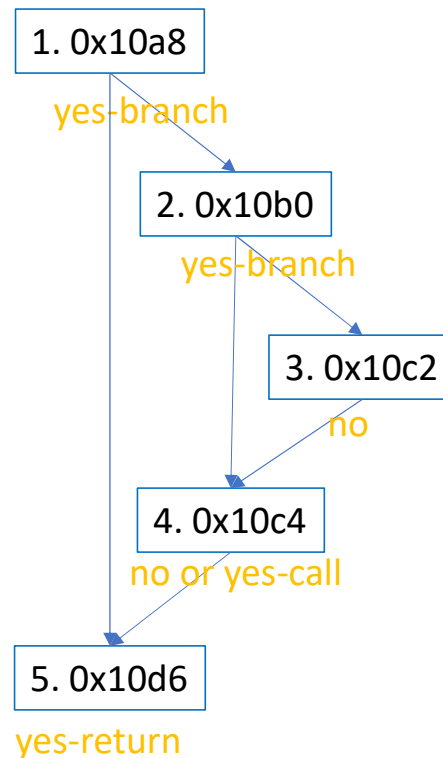 1. 0x10a8
yes-branch
2. 0x10b0
yes-branch
3. 0x10c2
no
4. 0x10c4
no or yes-call
5. 0x10d6
yes-return